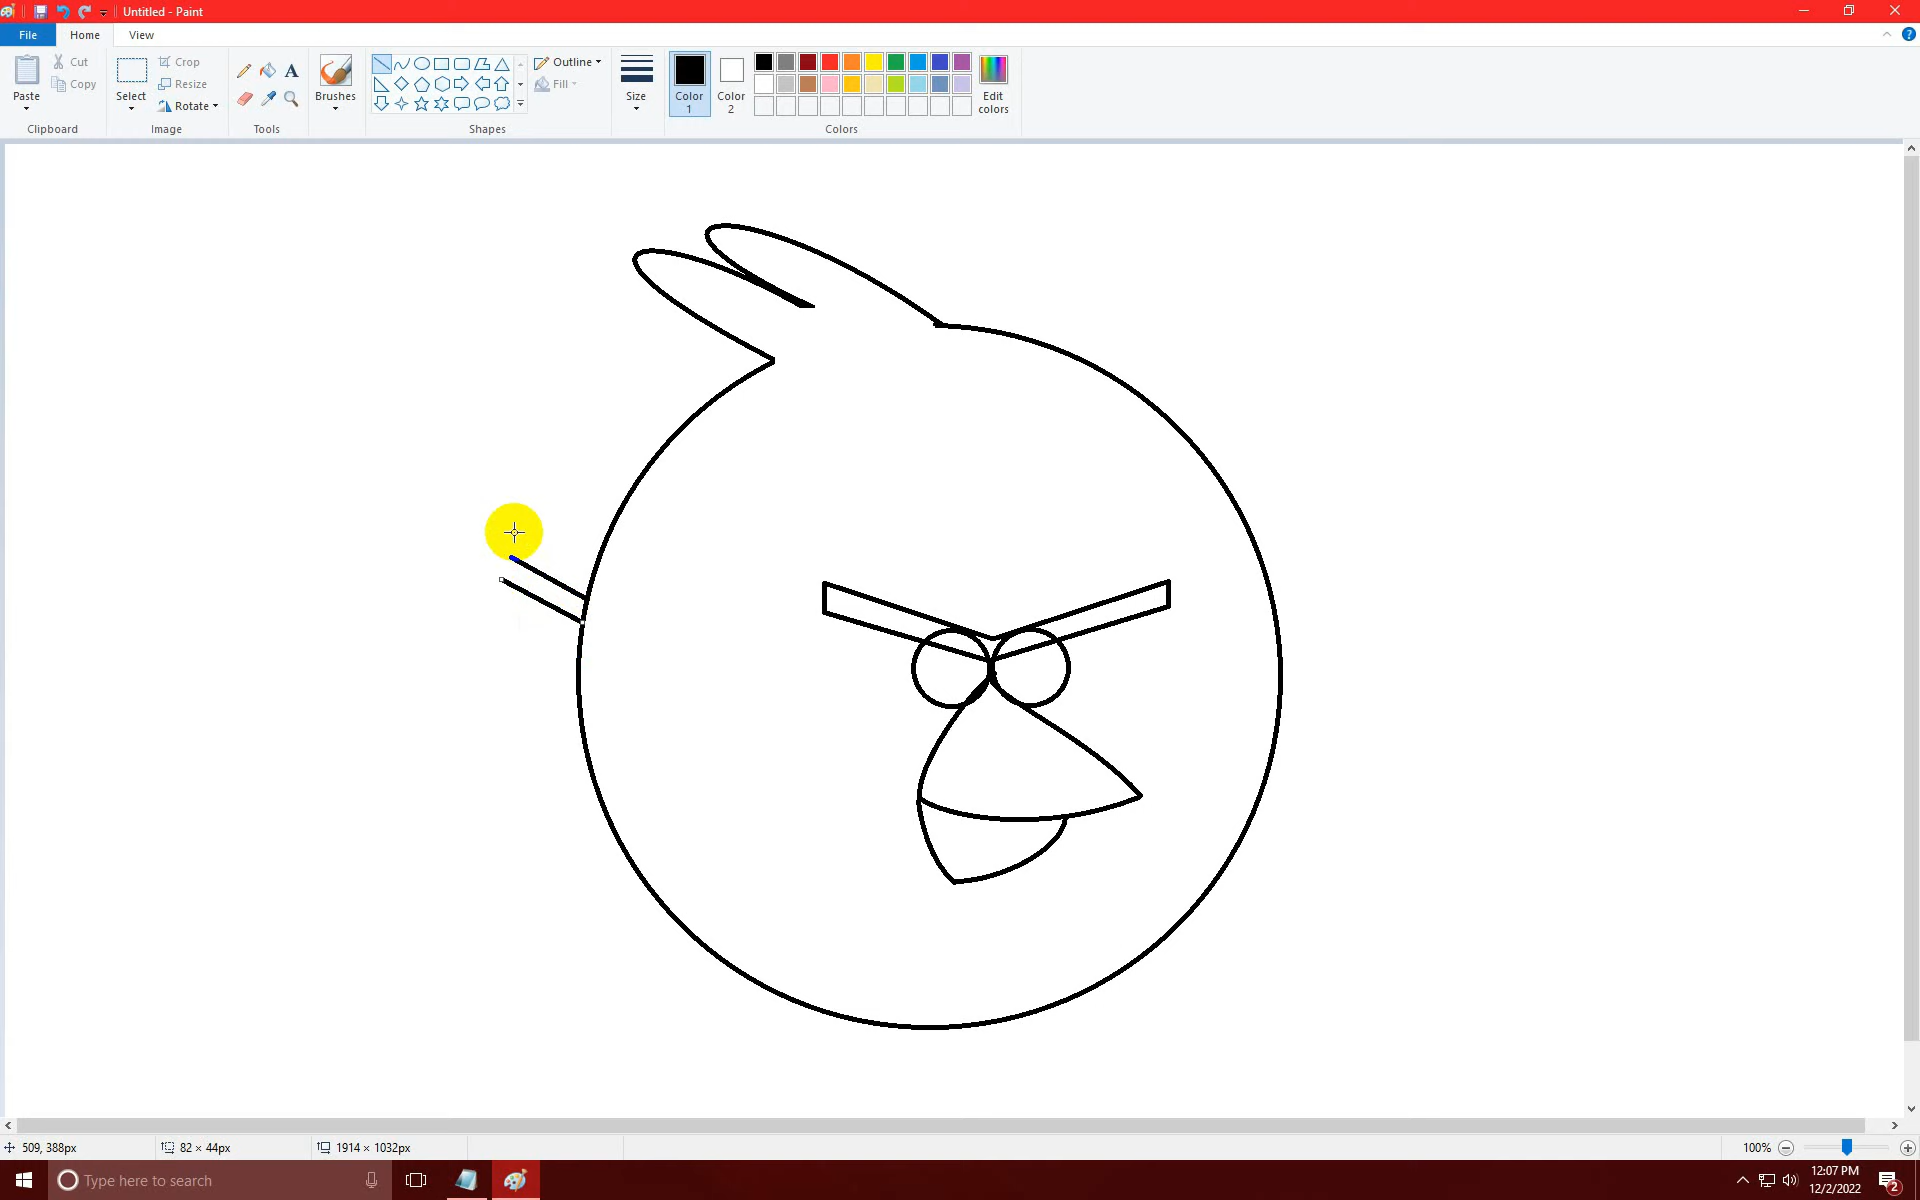 Untitled - Paint
File Home View
Paste
Cut
Copy
Clipboard
Select
Crop
Resize
Rotate
Image
A
Tools
Brushes
Outline
Fill
Shapes
Size
Color 1
Color 2
Edit colors
Colors
509, 388px
82 × 44px
1914 × 1032px
100%
Type here to search
12:07 PM
12/2/2022
2